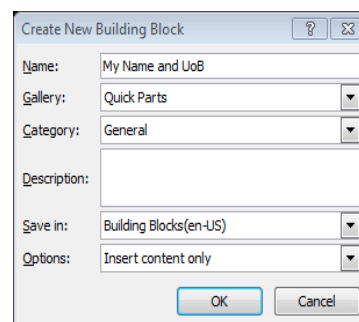 Create New Building Block
Name: My Name and UoB
Gallery: Quick Parts
Category: General
Description:
Save in: Building Blocks(en-US)
Options: Insert content only
OK Cancel